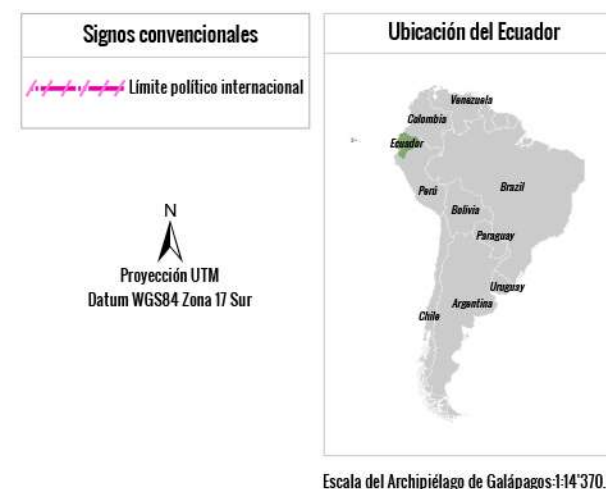 Signos convencionales
Límite político internacional
N
Proyección UTM
Datum WGS84 Zona 17 Sur
Ubicación del Ecuador
Venezuela
Colombia
Ecuador
Perú
Brazil
Bolivia
Paraguay
Uruguay
Argentina
Chile
Escala del Archipiélago de Galápagos:1:14'370.